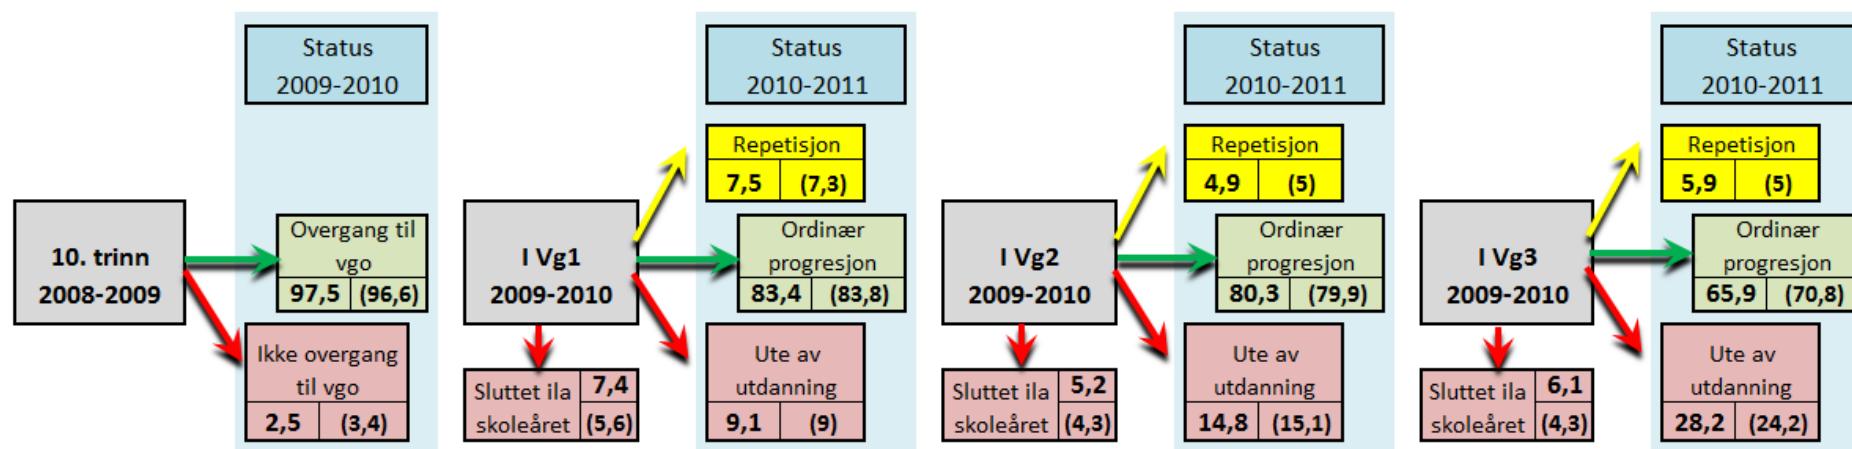 Status
2009-2010
10. trinn
2008-2009
Overgang til
vgo
97,5 (96,6)
Ikke overgang
til vgo
2,5 (3,4)
Status
2010-2011
I Vg1
2009-2010
Repetisjon
7,5 (7,3)
Ordinær
progresjon
83,4 (83,8)
Sluttet ila 7,4
skoleåret (5,6)
Ute av
utdanning
9,1 (9)
Status
2010-2011
I Vg2
2009-2010
Repetisjon
4,9 (5)
Ordinær
progresjon
80,3 (79,9)
Sluttet ila 5,2
skoleåret (4,3)
Ute av
utdanning
14,8 (15,1)
Status
2010-2011
I Vg3
2009-2010
Repetisjon
5,9 (5)
Ordinær
progresjon
65,9 (70,8)
Sluttet ila 6,1
skoleåret (4,3)
Ute av
utdanning
28,2 (24,2)